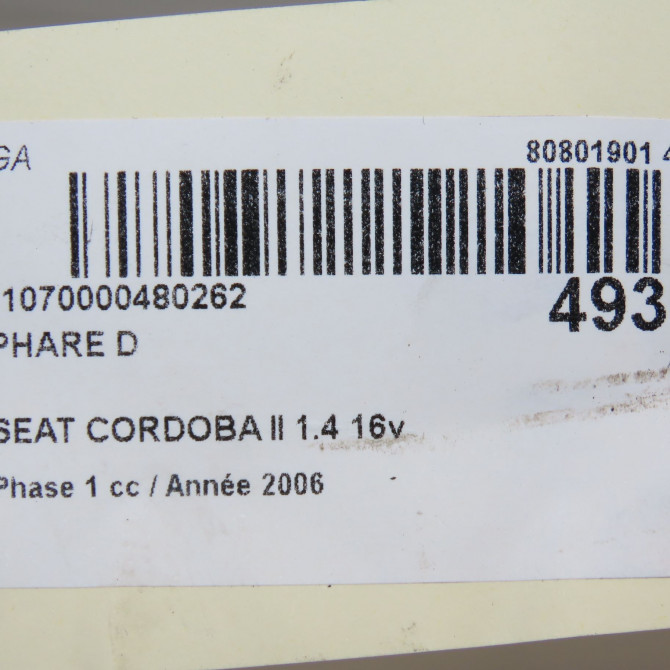 GA
80801901 4
1070000480262
493
PHARE D
SEAT CORDOBA II 1.4 16v
Phase 1 cc / Année 2006